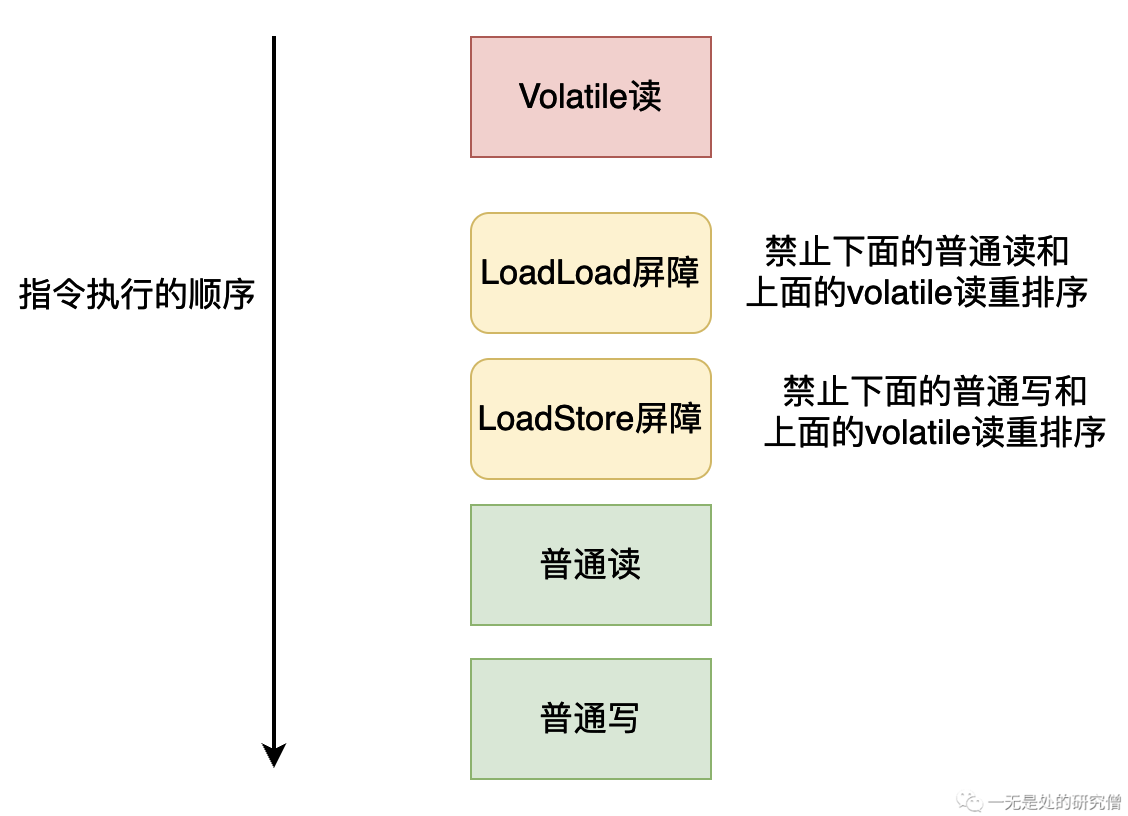 Volatile读
LoadLoad屏障
禁止下面的普通读和
上面的volatile读重排序
指令执行的顺序
LoadStore屏障
禁止下面的普通写和
上面的volatile读重排序
普通读
普通写
一无是处的研究僧